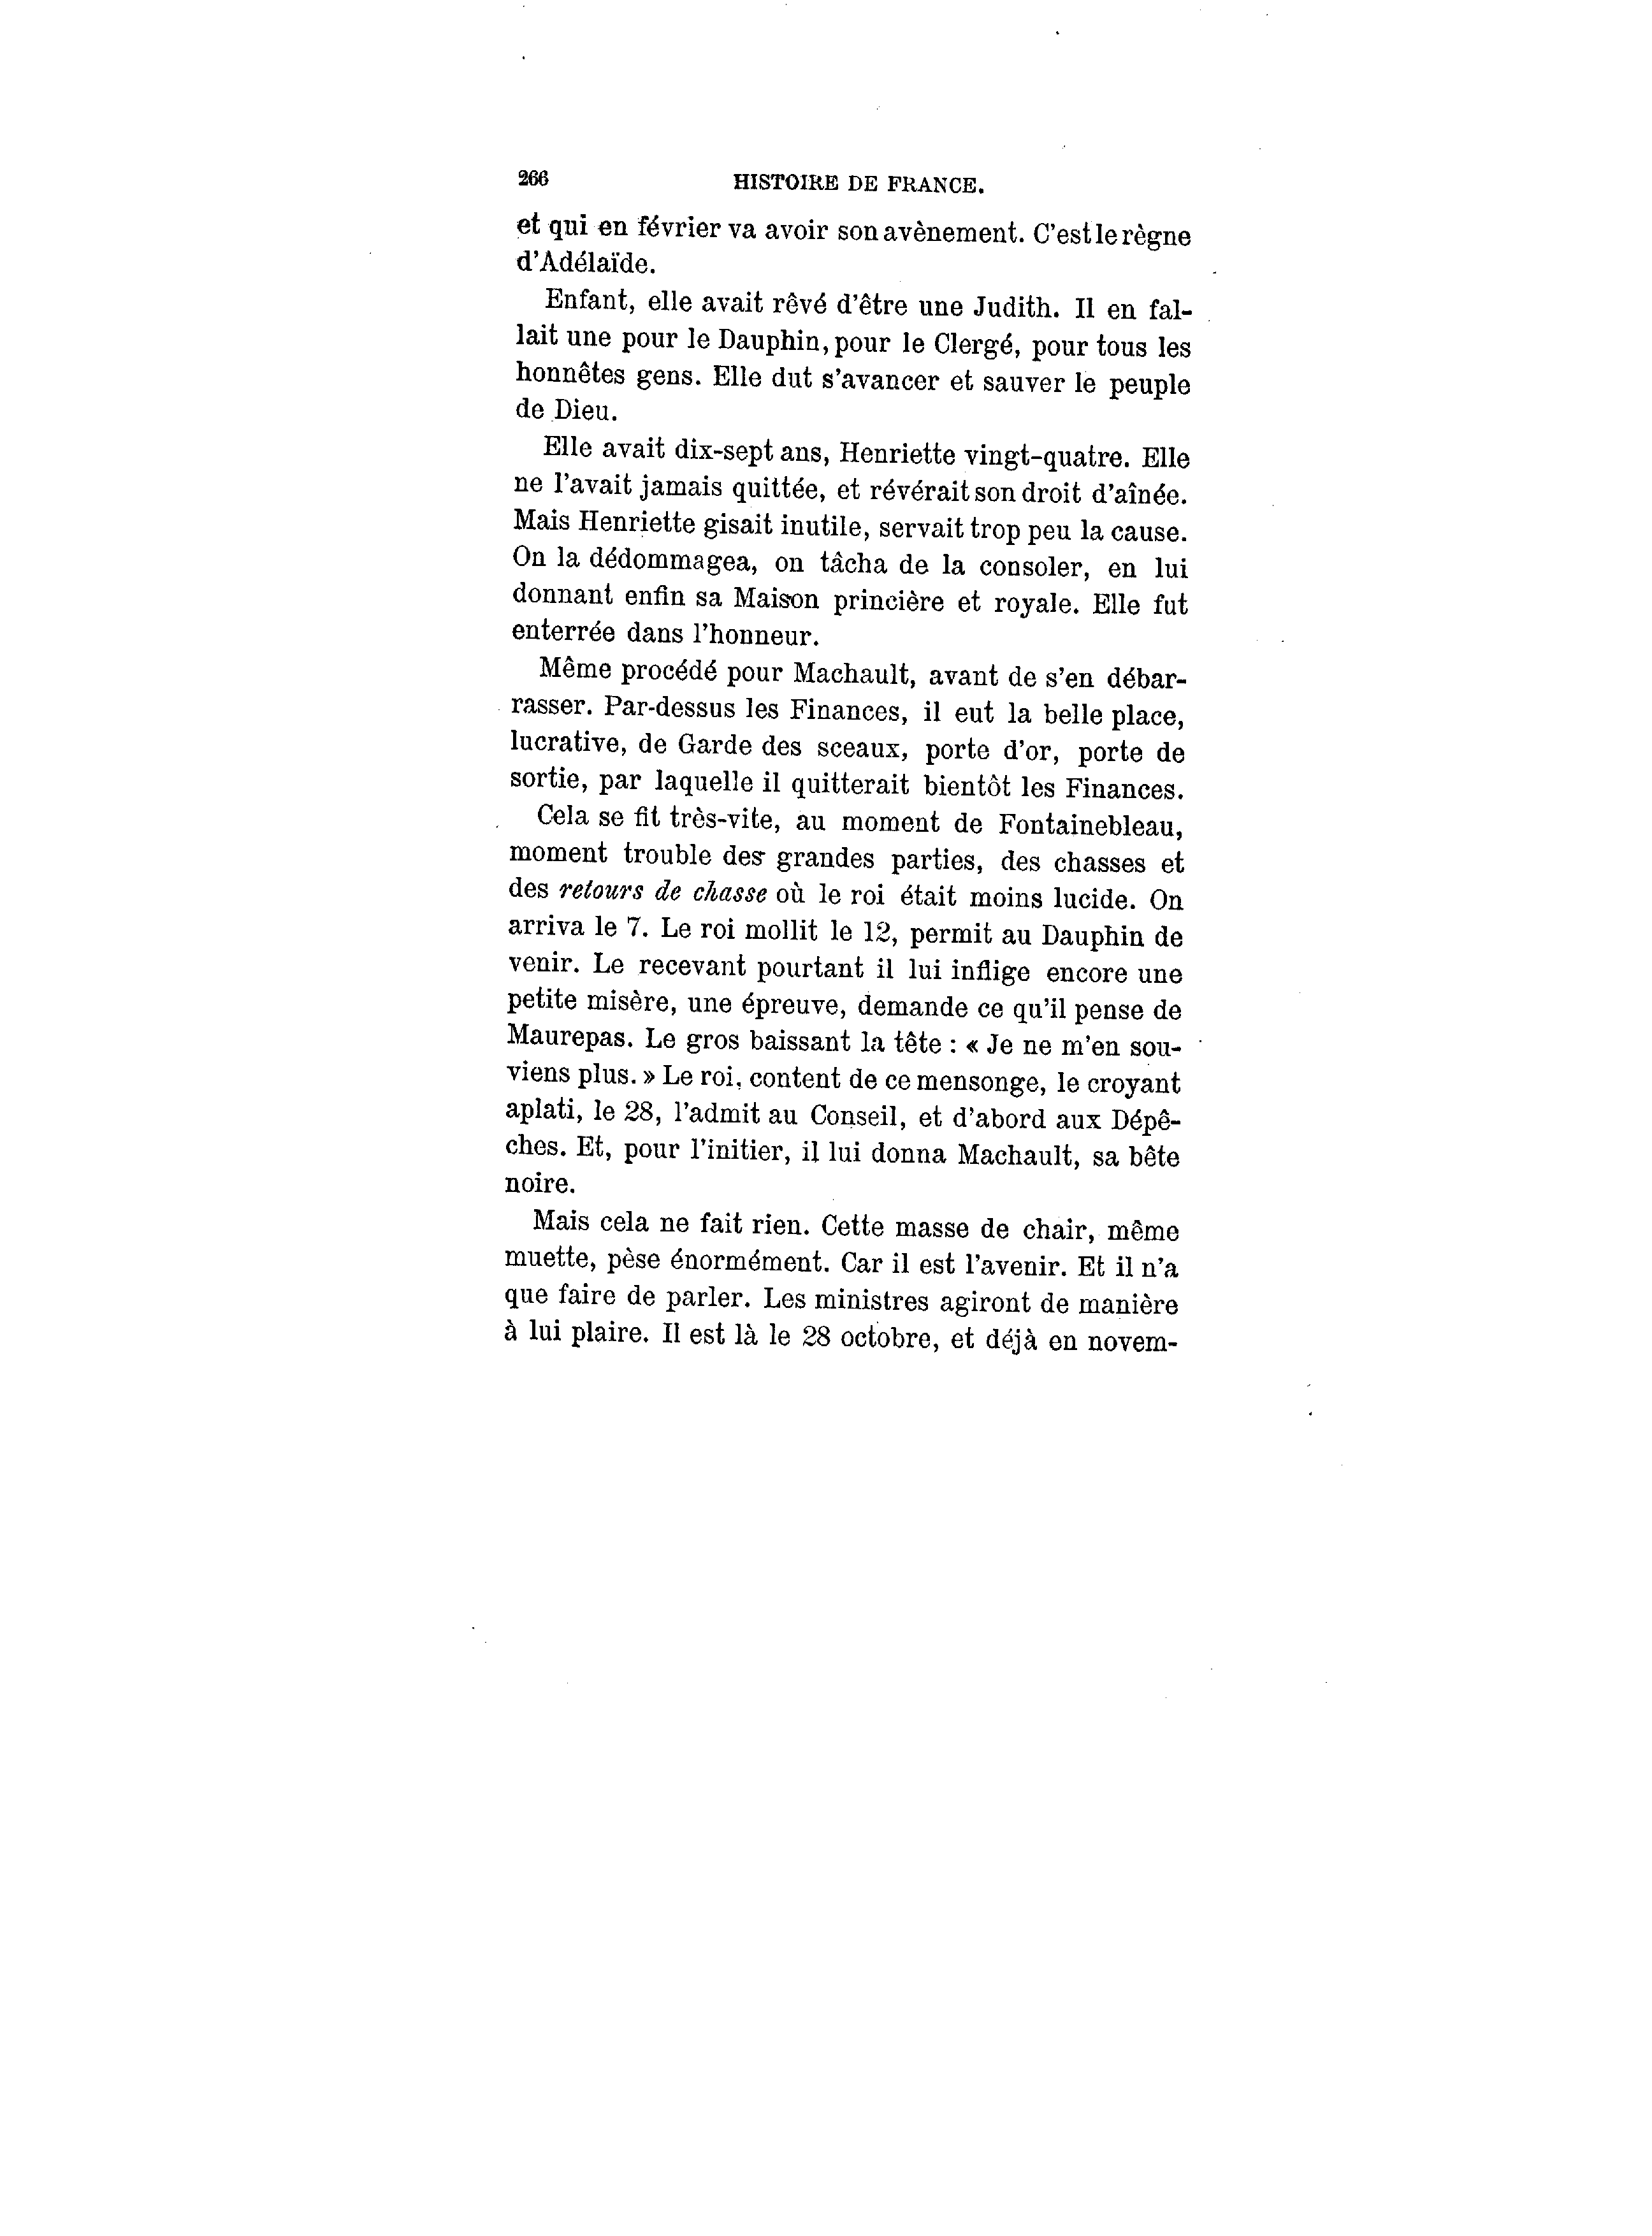 266 HISTOIRE DE FRANCE.
et qui en février va avoir son avènement. C'est le règne
d'Adélaïde.
Enfant, elle avait rêvé d'être une Judith. Il en fal-
lait une pour le Dauphin, pour le Clergé, pour tous les
honnêtes gens. Elle dut s'avancer et sauver le peuple
de Dieu.
Elle avait dix-sept ans, Henriette vingt-quatre. Elle
ne l'avait jamais quittée, et révérait son droit d'aînée.
Mais Henriette gisait inutile, servait trop peu la cause.
On la dédommagea, on tâcha de la consoler, en lui
donnant enfin sa Maison princière et royale. Elle fut
enterrée dans l'honneur.
Même procédé pour Machault, avant de s'en débar-
rasser. Par-dessus les Finances, il eut la belle place,
lucrative, de Garde des sceaux, porte d'or, porte de
sortie, par laquelle il quitterait bientôt les Finances.
Cela se fit très-vite, au moment de Fontainebleau,
moment trouble des grandes parties, des chasses et
des retours de chasse où le roi était moins lucide. On
arriva le 7. Le roi mollit le 12, permit au Dauphin de
venir. Le recevant pourtant il lui inflige encore une
petite misère, une épreuve, demande ce qu'il pense de
Maurepas. Le gros baissant la tête : « Je ne m'en sou-
viens plus. » Le roi, content de ce mensonge, le croyant
aplati, le 28, l'admit au Conseil, et d'abord aux Dépê-
ches. Et, pour l'initier, il lui donna Machault, sa bête
noire.
Mais cela ne fait rien. Cette masse de chair, même
muette, pèse énormément. Car il est l'avenir. Et il n'a
que faire de parler. Les ministres agiront de manière
à lui plaire. Il est là le 28 octobre, et déjà en novem-